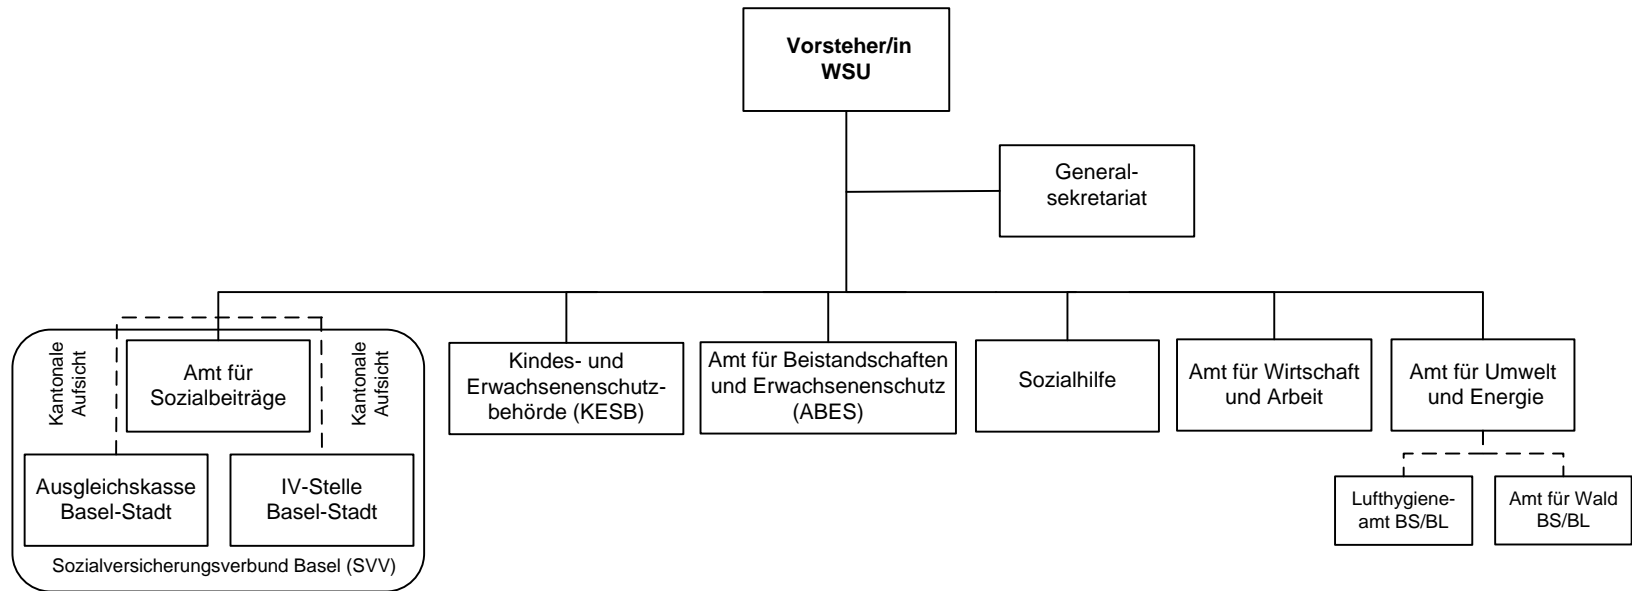 Vorsteher/in
WSU
General-
sekretariat
Kantonale
Aufsicht
Amt für
Sozialbeiträge
Kantonale
Aufsicht
Ausgleichskasse
Basel-Stadt
IV-Stelle
Basel-Stadt
Sozialversicherungsverbund Basel (SVV)
Kindes- und
Erwachsenenschutz-
behörde (KESB)
Amt für Beistandschaften
und Erwachsenenschutz
(ABES)
Sozialhilfe
Amt für Wirtschaft
und Arbeit
Amt für Umwelt
und Energie
Lufthygiene-
amt BS/BL
Amt für Wald
BS/BL